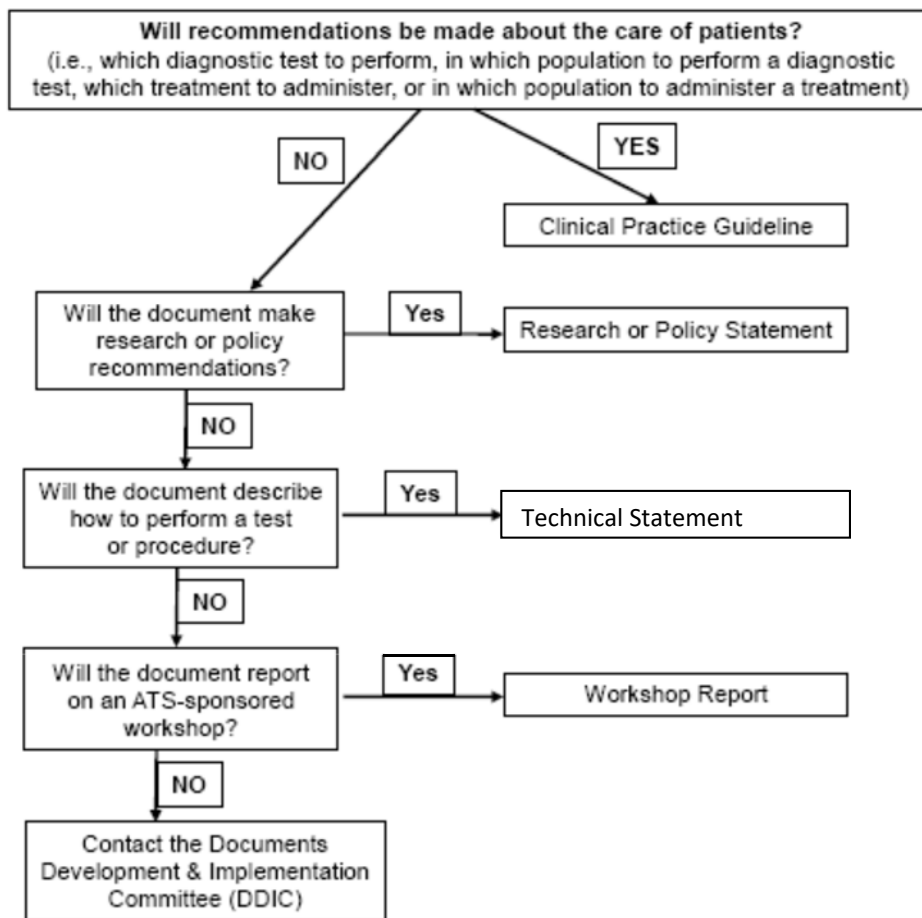 Will recommendations be made about the care of patients?
(i.e., which diagnostic test to perform, in which population to perform a diagnostic
test, which treatment to administer, or in which population to administer a treatment)
NO
YES
Clinical Practice Guideline
Will the document make
research or policy
recommendations?
Yes
Research or Policy Statement
NO
Will the document describe
how to perform a test
or procedure?
Yes
Technical Statement
NO
Will the document report
on an ATS-sponsored
workshop?
Yes
Workshop Report
NO
Contact the Documents
Development & Implementation
Committee (DDIC)